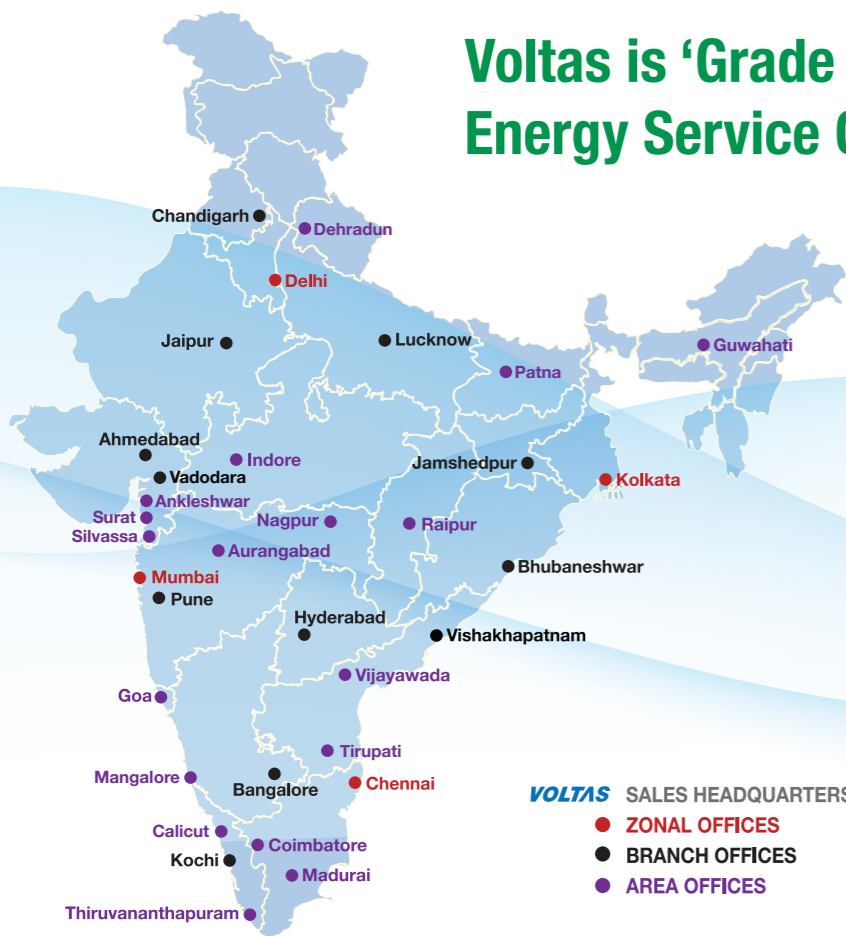 Voltas is ‘Grade
Energy Service
Chandigarh
Dehradun
Delhi
Jaipur
Lucknow
Guwahati
Patna
Ahmedabad
Indore
Jamshedpur
Vadodara
Kolkata
Ankleshwar
Surat
Nagpur
Raipur
Silvassa
Aurangabad
Bhubaneshwar
Mumbai
Pune
Hyderabad
Vishakhapatnam
Vijayawada
Goa
Tirupati
Mangalore
Chennai
Bangalore
VOLTAS SALES HEADQUARTERS
ZONAL OFFICES
Calicut
Coimbatore
Kochi
BRANCH OFFICES
Madurai
AREA OFFICES
Thiruvananthapuram